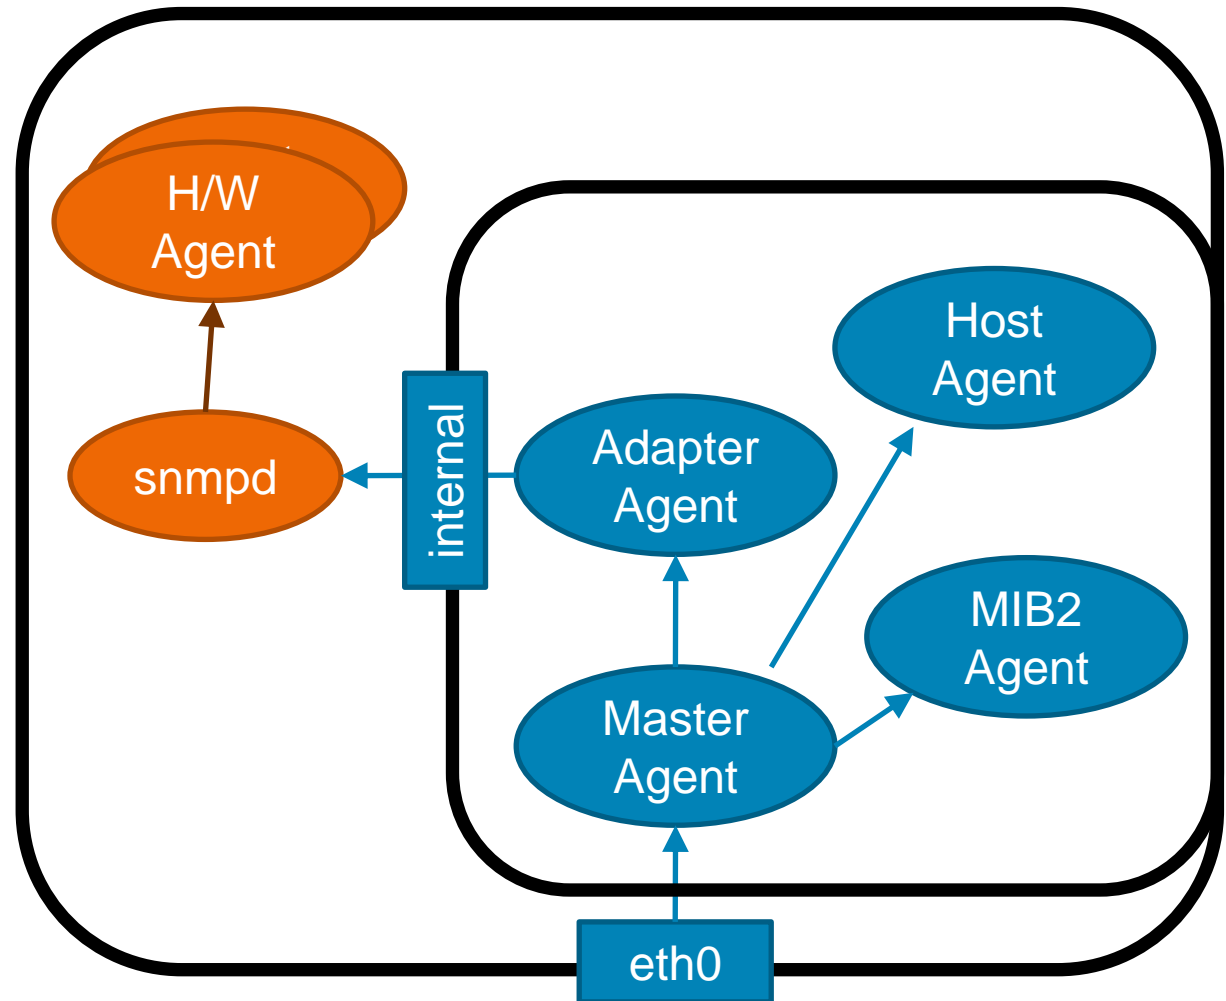 H/W
Agent
Host
Agent
Adapter
Agent
internal
snmpd
MIB2
Agent
Master
Agent
eth0